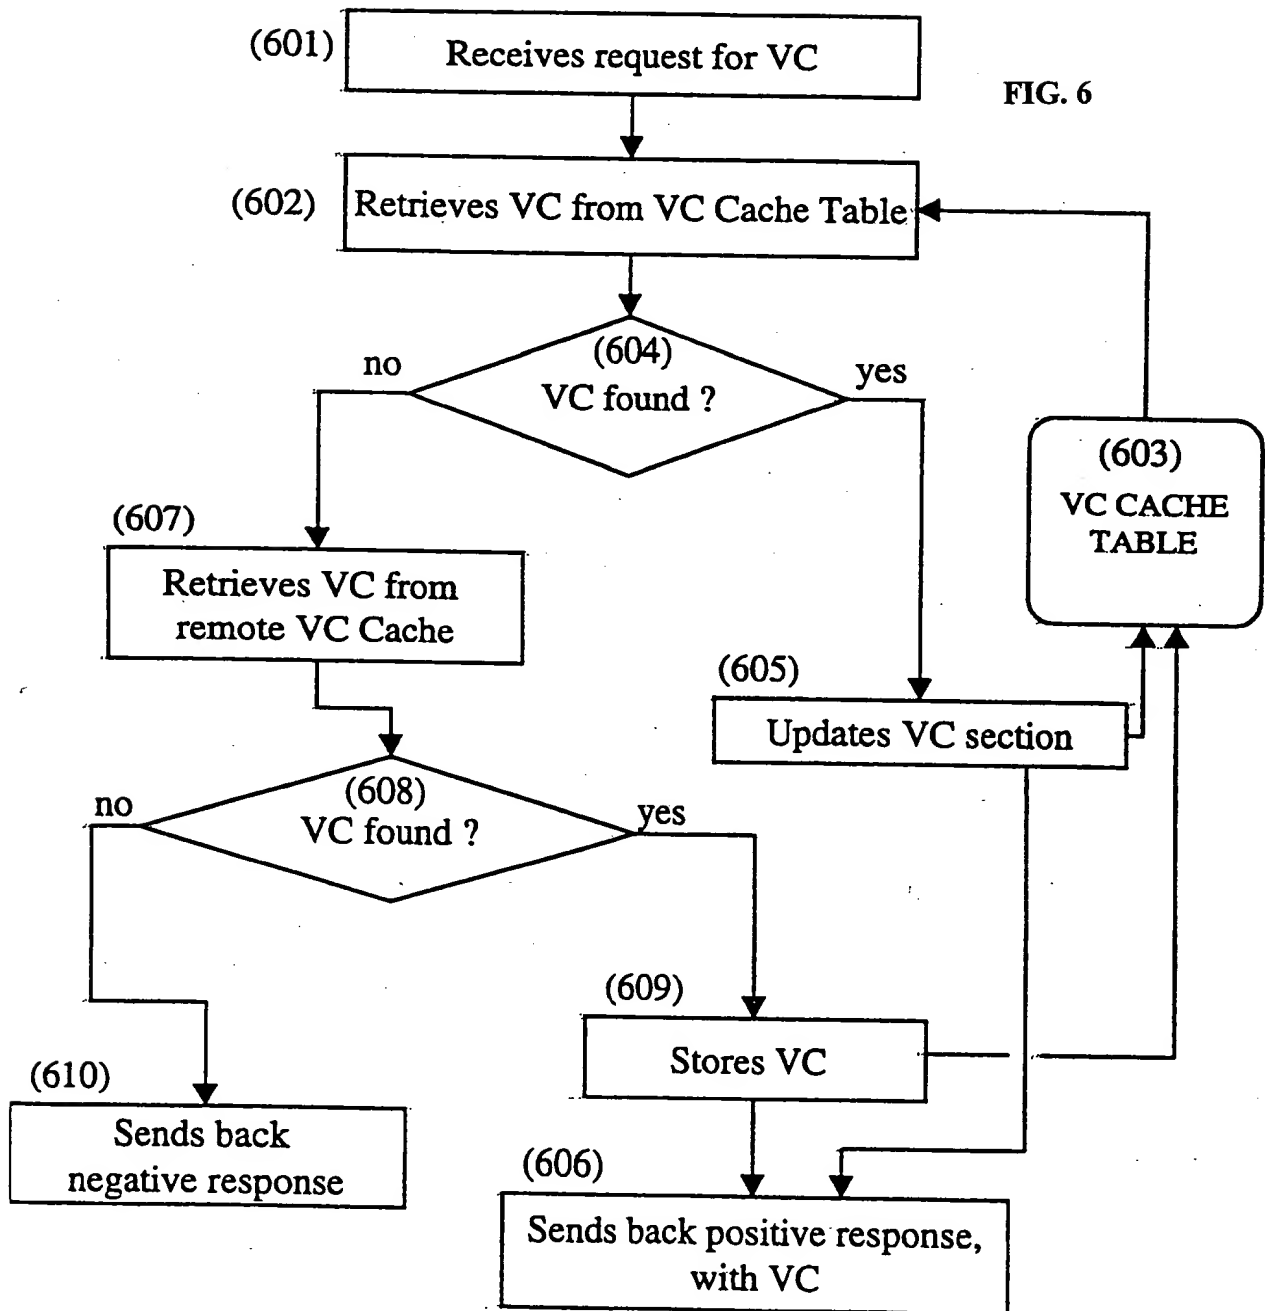 (601)
Receives request for VC
FIG. 6
(602)
Retrieves VC from VC Cache Table
(604)
VC found ?
no
yes
(603)
VC CACHE
TABLE
(607)
Retrieves VC from
remote VC Cache
(605)
Updates VC section
(608)
VC found ?
no
yes
(609)
Stores VC
(610)
Sends back
negative response
(606)
Sends back positive response,
with VC